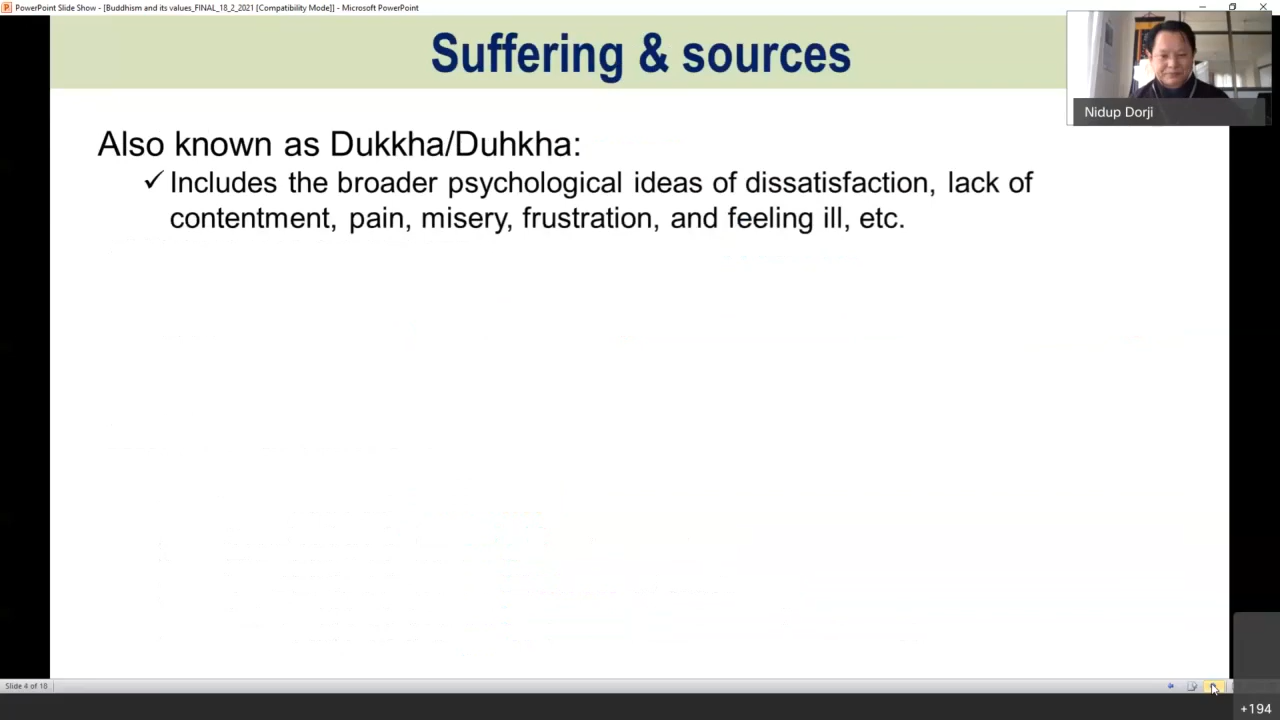 PowerPoint Slide Show - [Buddhism and its values_FINAL_18_2_2021 [Compatibility Mode]] - Microsoft PowerPoint
Suffering & sources
Nidup Dorji
Also known as Dukkha/Duhkha:
✓ Includes the broader psychological ideas of dissatisfaction, lack of
contentment, pain, misery, frustration, and feeling ill, etc.
Slide 4 of 18
+194